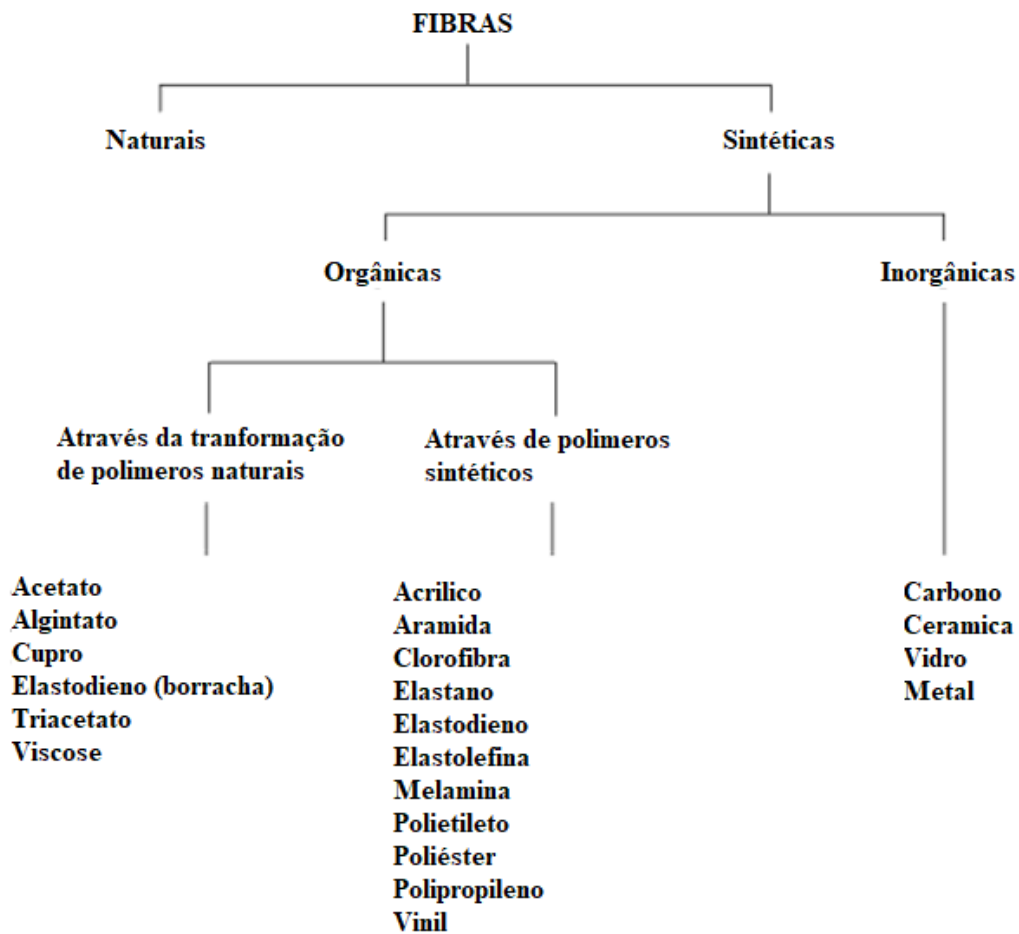 FIBRAS
Naturais
Sintéticas
Orgânicas
Inorgânicas
Através da tranformação
de polimeros naturais
Através de polimeros
sintéticos
Acetato
Algintato
Cupro
Elastodieno (borracha)
Triacetato
Viscose
Acrilico
Aramida
Clorofibra
Elastano
Elastodieno
Elastolefina
Melamina
Polietileto
Poliéster
Polipropileno
Vinil
Carbono
Ceramica
Vidro
Metal